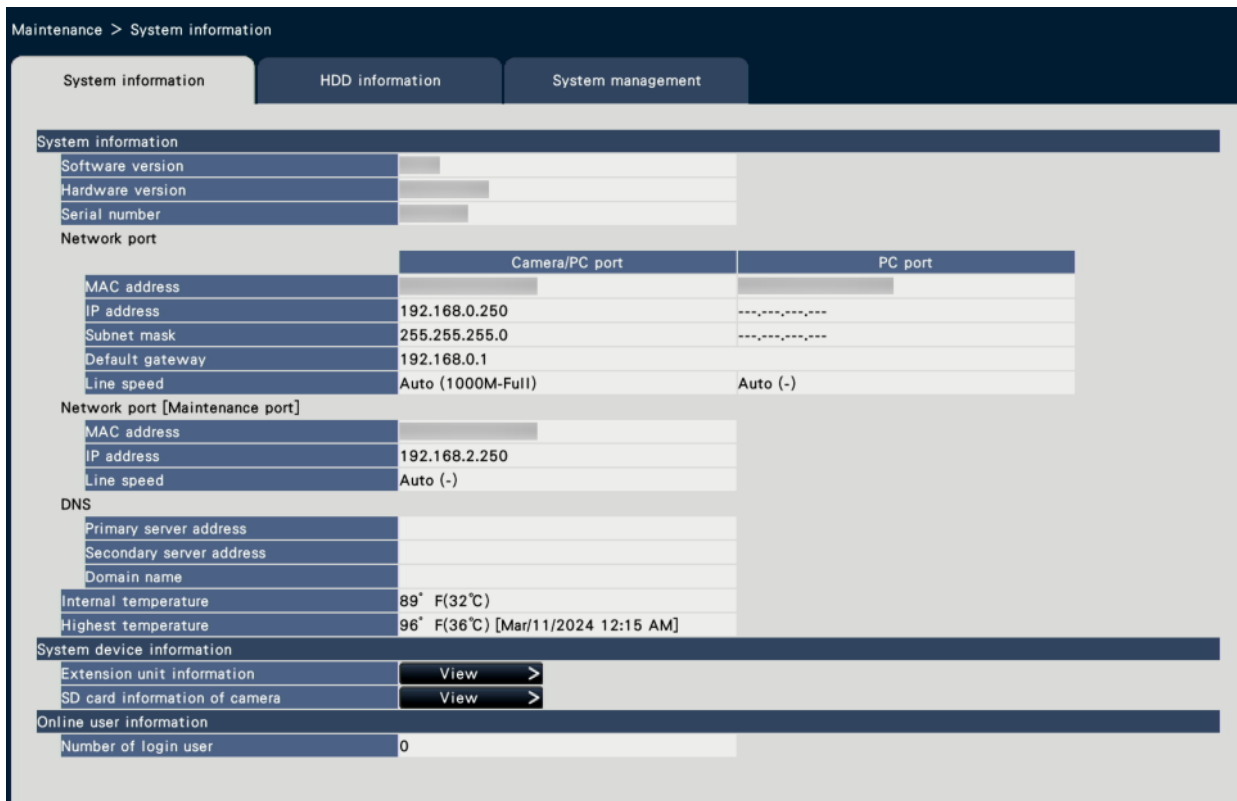 Maintenance > System information
System information HDD information System management
System information
Software version
Hardware version
Serial number
Network port
Camera/PC port PC port
MAC address
IP address 192.168.0.250 ---.---.---.---
Subnet mask 255.255.255.0 ---.---.---.---
Default gateway 192.168.0.1
Line speed Auto (1000M-Full) Auto (-)
Network port [Maintenance port]
MAC address
IP address 192.168.2.250
Line speed Auto (-)
DNS
Primary server address
Secondary server address
Domain name
Internal temperature 89° F(32℃)
Highest temperature 96° F(36℃) [Mar/11/2024 12:15 AM]
System device information
Extension unit information View >
SD card information of camera View >
Online user information
Number of login user 0